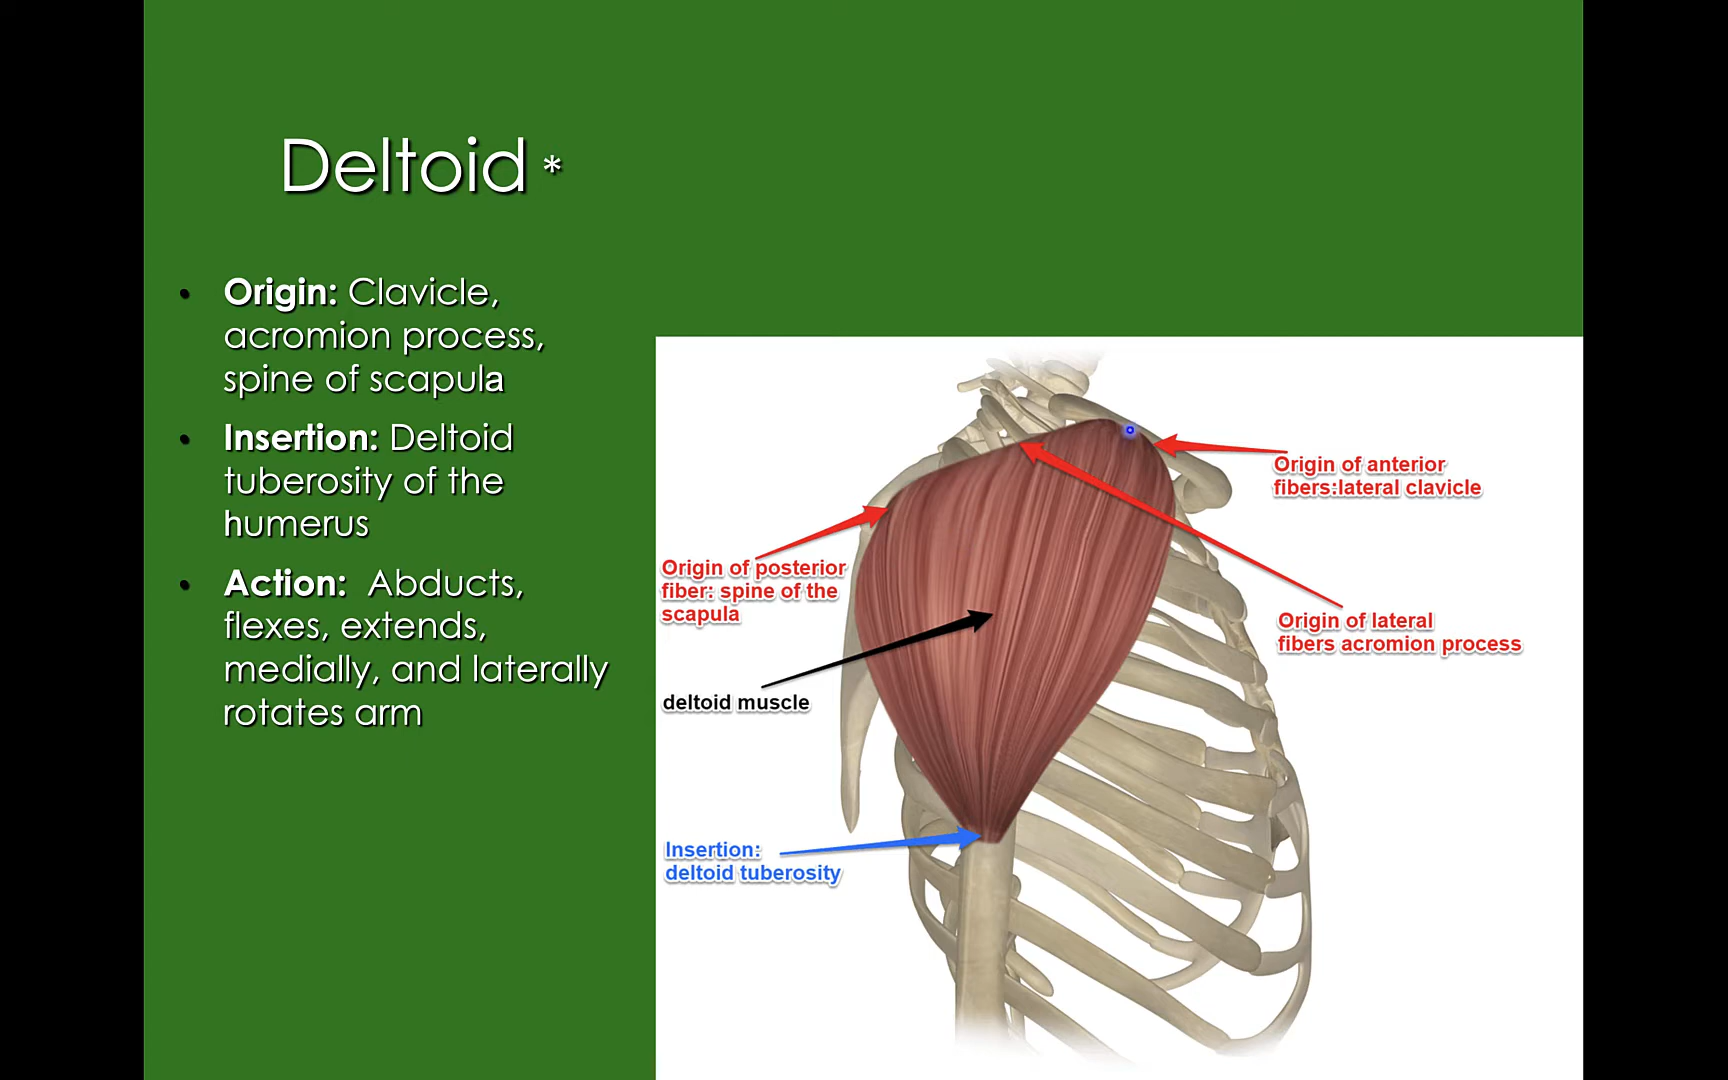 Deltoid *
• Origin: Clavicle,
acromion process,
spine of scapula
• Insertion: Deltoid
tuberosity of the
humerus
• Action: Abducts,
flexes, extends,
medially, and laterally
rotates arm
Origin of anterior
fibers:lateral clavicle
Origin of posterior
fiber: spine of the
scapula
Origin of lateral
fibers acromion process
deltoid muscle
Insertion:
deltoid tuberosity